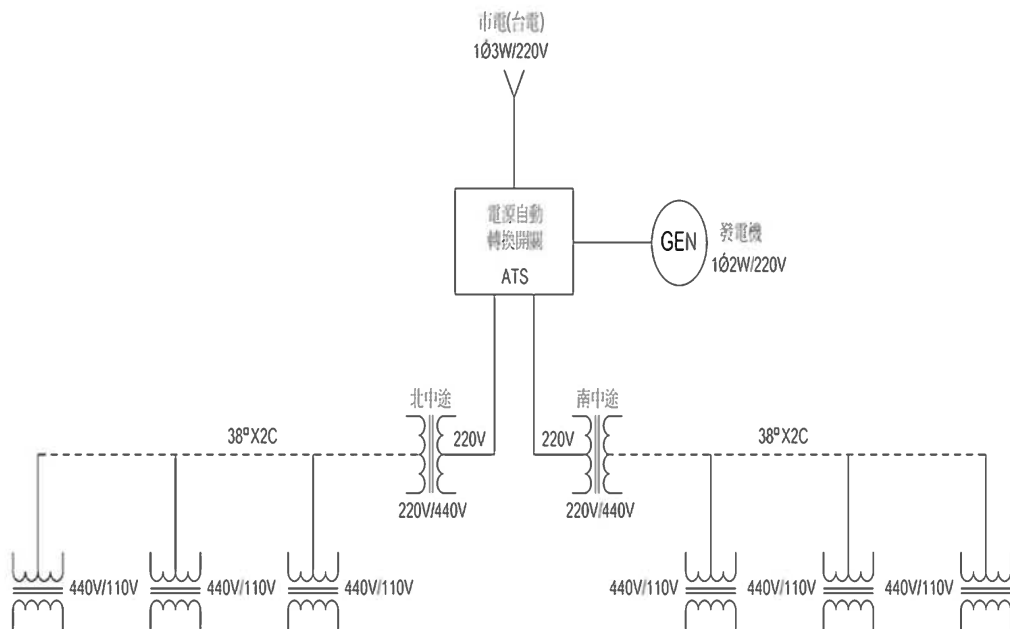 市電(台電)
1Ø3W/220V
電源自動
轉換開關
ATS
GEN
發電機
1Ø2W/220V
北中途
南中途
220V
220V
38°X2C
38°X2C
220V/440V
220V/440V
440V/110V
440V/110V
440V/110V
440V/110V
440V/110V
440V/110V